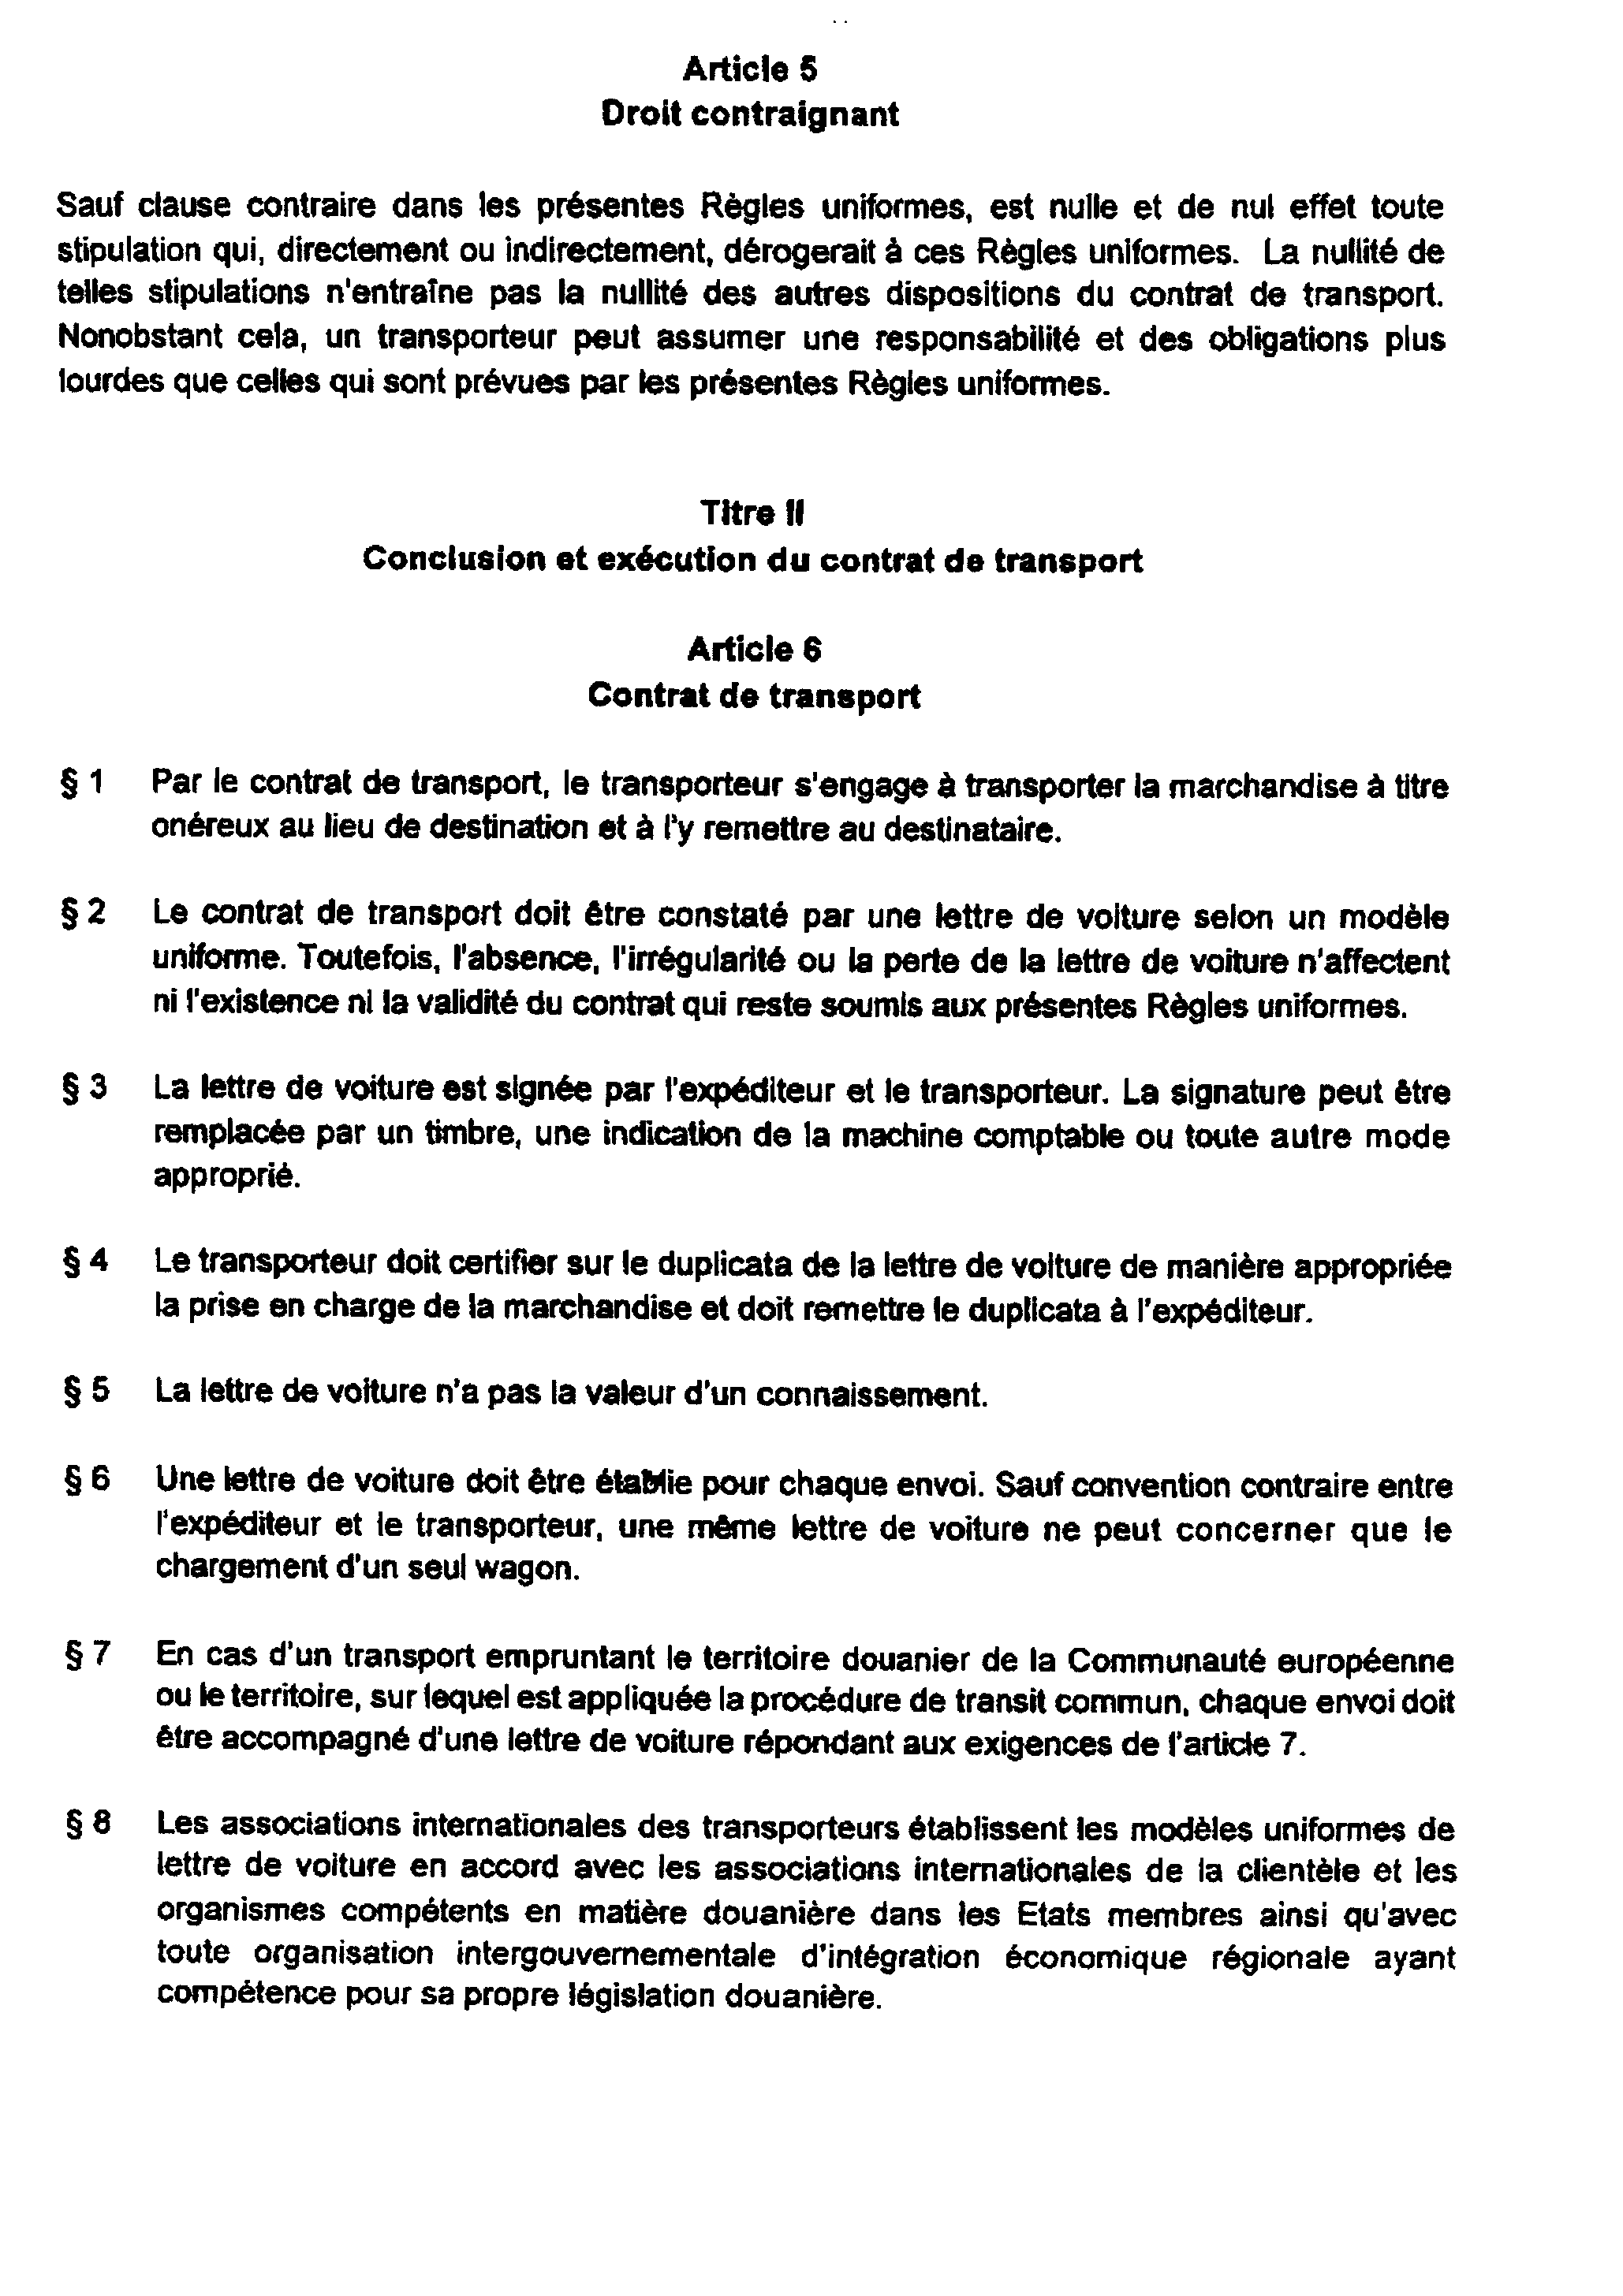 Article 5
Droit contraignant
Sauf clause contraire dans les présentes Règles uniformes, est nulle et de nul effet toute
stipulation qui, directement ou indirectement, dérogerait à ces Règles uniformes. La nullité de
telles stipulations n'entraîne pas la nullité des autres dispositions du contrat de transport.
Nonobstant cela, un transporteur peut assumer une responsabilité et des obligations plus
lourdes que celles qui sont prévues par les présentes Règles uniformes.
Titre II
Conclusion et exécution du contrat de transport
Article 6
Contrat de transport
§ 1 Par le contrat de transport, le transporteur s'engage à transporter la marchandise à titre
onéreux au lieu de destination et à l'y remettre au destinataire.
§ 2 Le contrat de transport doit être constaté par une lettre de voiture selon un modèle
uniforme. Toutefois, l'absence, l'irrégularité ou la perte de la lettre de voiture n'affectent
ni l'existence ni la validité du contrat qui reste soumis aux présentes Règles uniformes.
§ 3 La lettre de voiture est signée par l'expéditeur et le transporteur. La signature peut être
remplacée par un timbre, une indication de la machine comptable ou toute autre mode
approprié.
§ 4 Le transporteur doit certifier sur le duplicata de la lettre de voiture de manière appropriée
la prise en charge de la marchandise et doit remettre le duplicata à l'expéditeur.
§ 5 La lettre de voiture n'a pas la valeur d'un connaissement.
§ 6 Une lettre de voiture doit être établie pour chaque envoi. Sauf convention contraire entre
l'expéditeur et le transporteur, une même lettre de voiture ne peut concerner que le
chargement d'un seul wagon.
§ 7 En cas d'un transport empruntant le territoire douanier de la Communauté européenne
ou le territoire, sur lequel est appliquée la procédure de transit commun, chaque envoi doit
être accompagné d'une lettre de voiture répondant aux exigences de l'article 7.
§ 8 Les associations internationales des transporteurs établissent les modèles uniformes de
lettre de voiture en accord avec les associations internationales de la clientèle et les
organismes compétents en matière douanière dans les Etats membres ainsi qu'avec
toute organisation intergouvernementale d'intégration économique régionale ayant
compétence pour sa propre législation douanière.